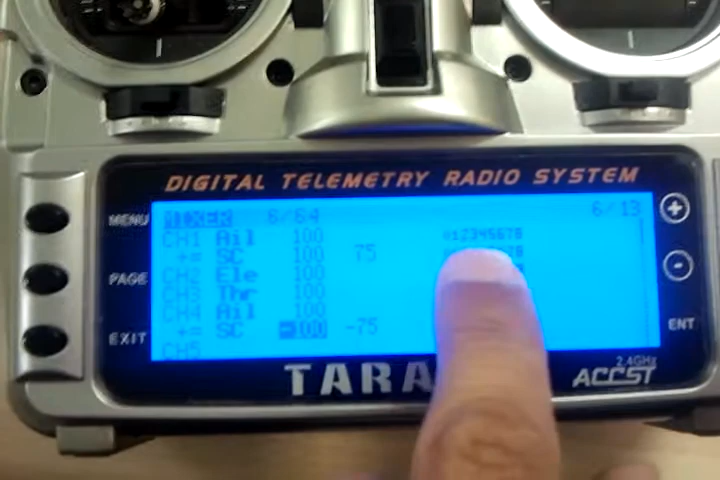 DIGITAL TELEMETRY RADIO SYSTEM
MENU
PAGE
EXIT
MIXER 6/64 6/13
CH1 Ail 100 12345678
+= SC 100 75
CH2 Ele 100
CH3 Thr 100
CH4 Ail 100
+= SC -100 -75
CH5
+
-
ENT
TARA
2.4GHz
ACCST